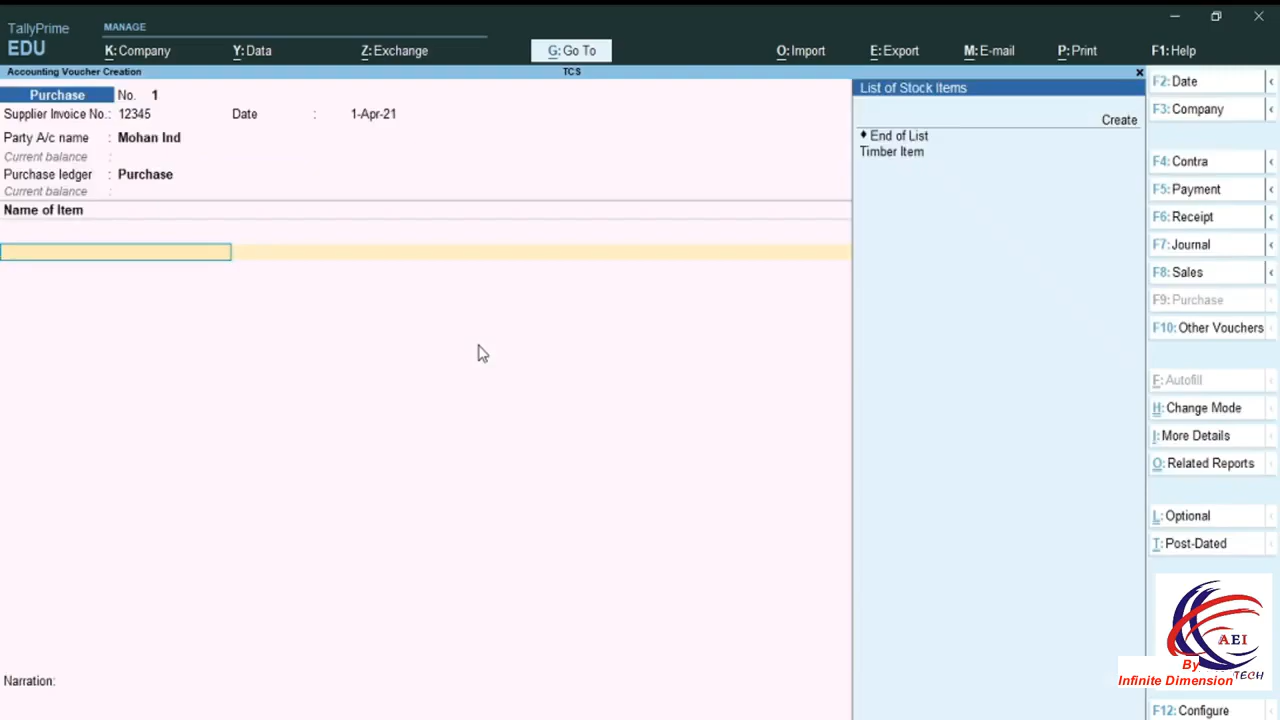 TallyPrime
EDU
MANAGE
K: Company
Y: Data
Z: Exchange
G: Go To
O: Import
E: Export
M: E-mail
P: Print
F1: Help
Accounting Voucher Creation
TCS
Purchase No. 1
Supplier Invoice No.: 12345 Date : 1-Apr-21
Party A/c name : Mohan Ind
Current balance :
Purchase ledger : Purchase
Current balance :
Name of Item
List of Stock Items
Create
♦ End of List
Timber Item
F2: Date
F3: Company
F4: Contra
F5: Payment
F6: Receipt
F7: Journal
F8: Sales
F9: Purchase
F10: Other Vouchers
F: Autofill
H: Change Mode
I: More Details
O: Related Reports
L: Optional
T: Post-Dated
AEI
By
TECH
Infinite Dimension
Narration:
F12: Configure